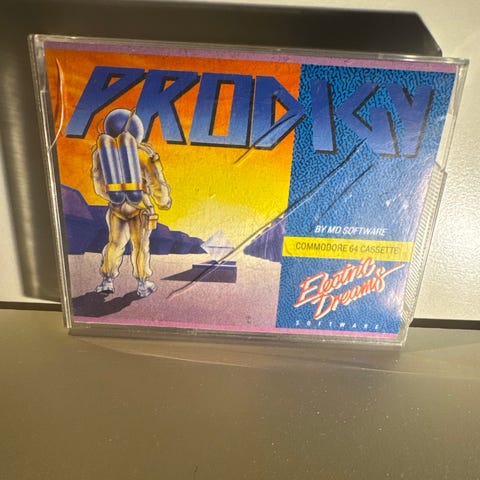 PRODIGY
BY MD SOFTWARE
COMMODORE 64 CASSETTE
Electric
Dreams
SOFTWARE